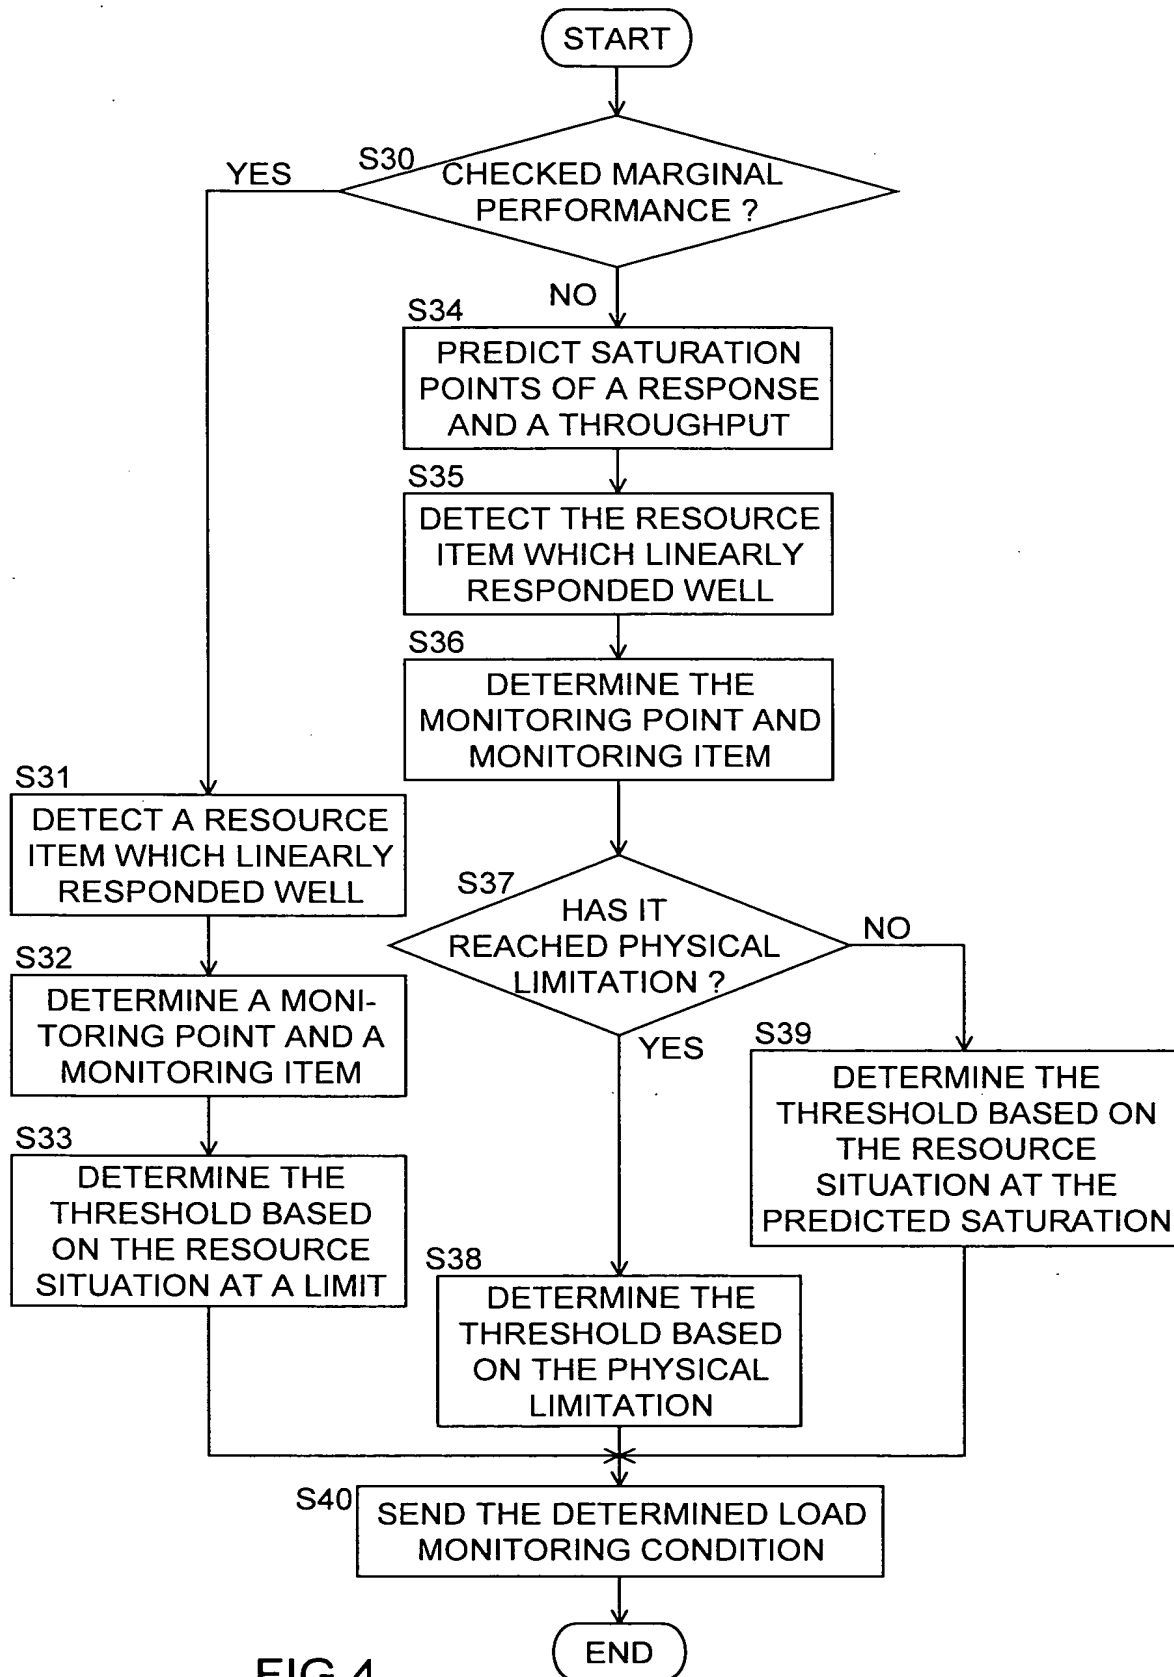 START
S30
CHECKED MARGINAL
PERFORMANCE ?
YES
NO
S34
PREDICT SATURATION
POINTS OF A RESPONSE
AND A THROUGHPUT
S35
DETECT THE RESOURCE
ITEM WHICH LINEARLY
RESPONDED WELL
S36
DETERMINE THE
MONITORING POINT AND
MONITORING ITEM
S31
DETECT A RESOURCE
ITEM WHICH LINEARLY
RESPONDED WELL
S32
DETERMINE A MONI-
TORING POINT AND A
MONITORING ITEM
S33
DETERMINE THE
THRESHOLD BASED
ON THE RESOURCE
SITUATION AT A LIMIT
S37
HAS IT
REACHED PHYSICAL
LIMITATION ?
NO
YES
S39
DETERMINE THE
THRESHOLD BASED ON
THE RESOURCE
SITUATION AT THE
PREDICTED SATURATION
S38
DETERMINE THE
THRESHOLD BASED
ON THE PHYSICAL
LIMITATION
S40
SEND THE DETERMINED LOAD
MONITORING CONDITION
END
FIG.4